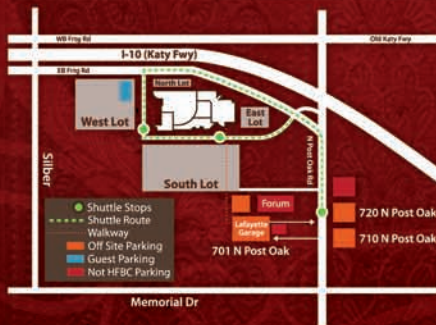 WB Frng Rd
Old Katy Fwy
I-10 (Katy Fwy)
EB Frng Rd
North Lot
West Lot
East Lot
N Post Oak Rd
Silber
South Lot
Shuttle Stops
Shuttle Route
Walkway
Off Site Parking
Guest Parking
Not HFBC Parking
Forum
Lafayette
Garage
701 N Post Oak
720 N Post Oak
710 N Post Oak
Memorial Dr